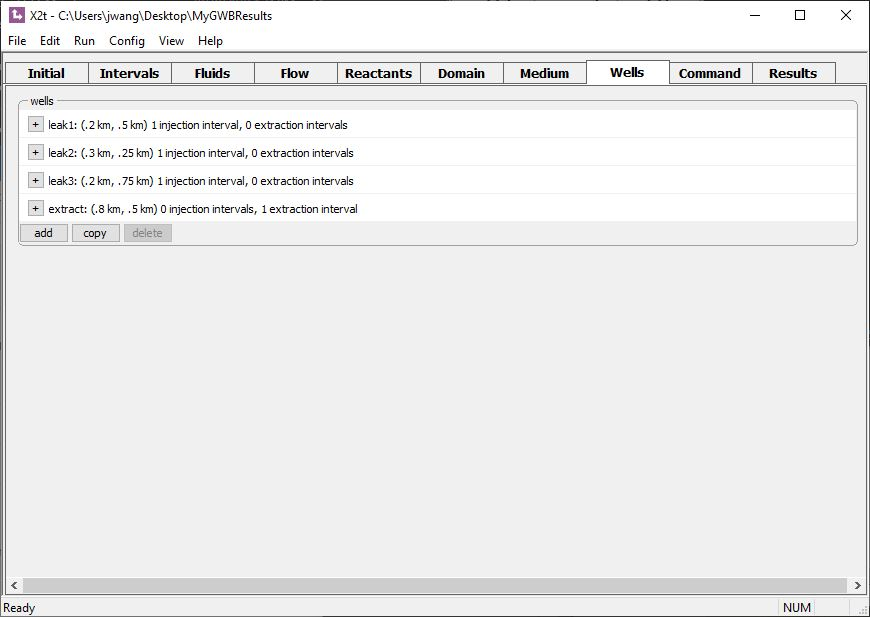 X2t - C:\Users\jwang\Desktop\MyGWBResults
File Edit Run Config View Help
Initial Intervals Fluids Flow Reactants Domain Medium Wells Command Results
wells
+ leak1: (.2 km, .5 km) 1 injection interval, 0 extraction intervals
+ leak2: (.3 km, .25 km) 1 injection interval, 0 extraction intervals
+ leak3: (.2 km, .75 km) 1 injection interval, 0 extraction intervals
+ extract: (.8 km, .5 km) 0 injection intervals, 1 extraction interval
add copy delete
Ready NUM